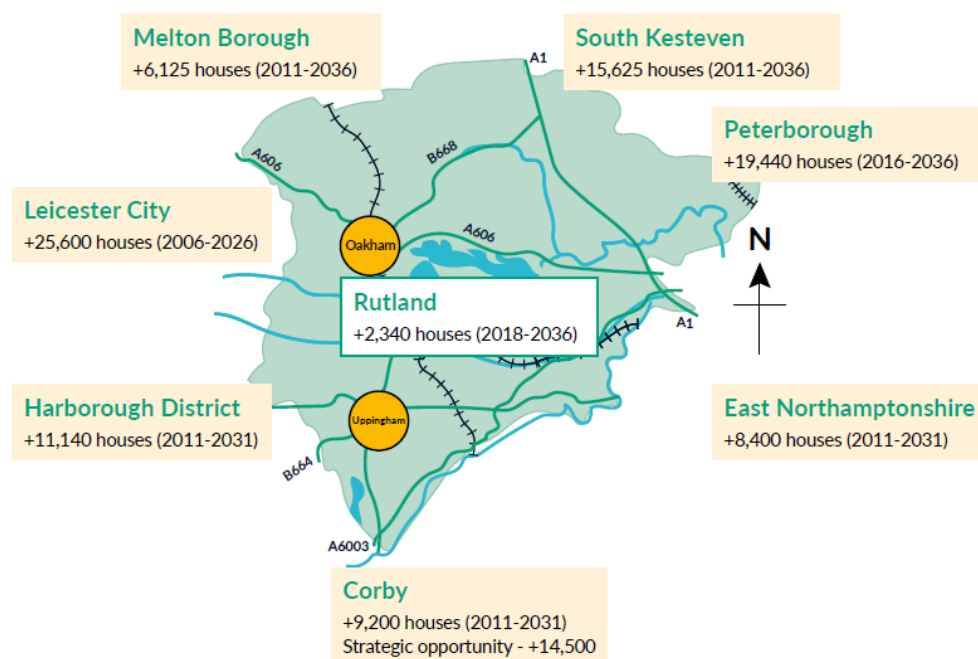 Melton Borough
+6,125 houses (2011-2036)
South Kesteven
+15,625 houses (2011-2036)
A1
Peterborough
+19,440 houses (2016-2036)
A606
B668
Leicester City
+25,600 houses (2006-2026)
Oakham
A606
N
Rutland
+2,340 houses (2018-2036)
A1
Harborough District
+11,140 houses (2011-2031)
Uppingham
East Northamptonshire
+8,400 houses (2011-2031)
B664
A6003
Corby
+9,200 houses (2011-2031)
Strategic opportunity - +14,500